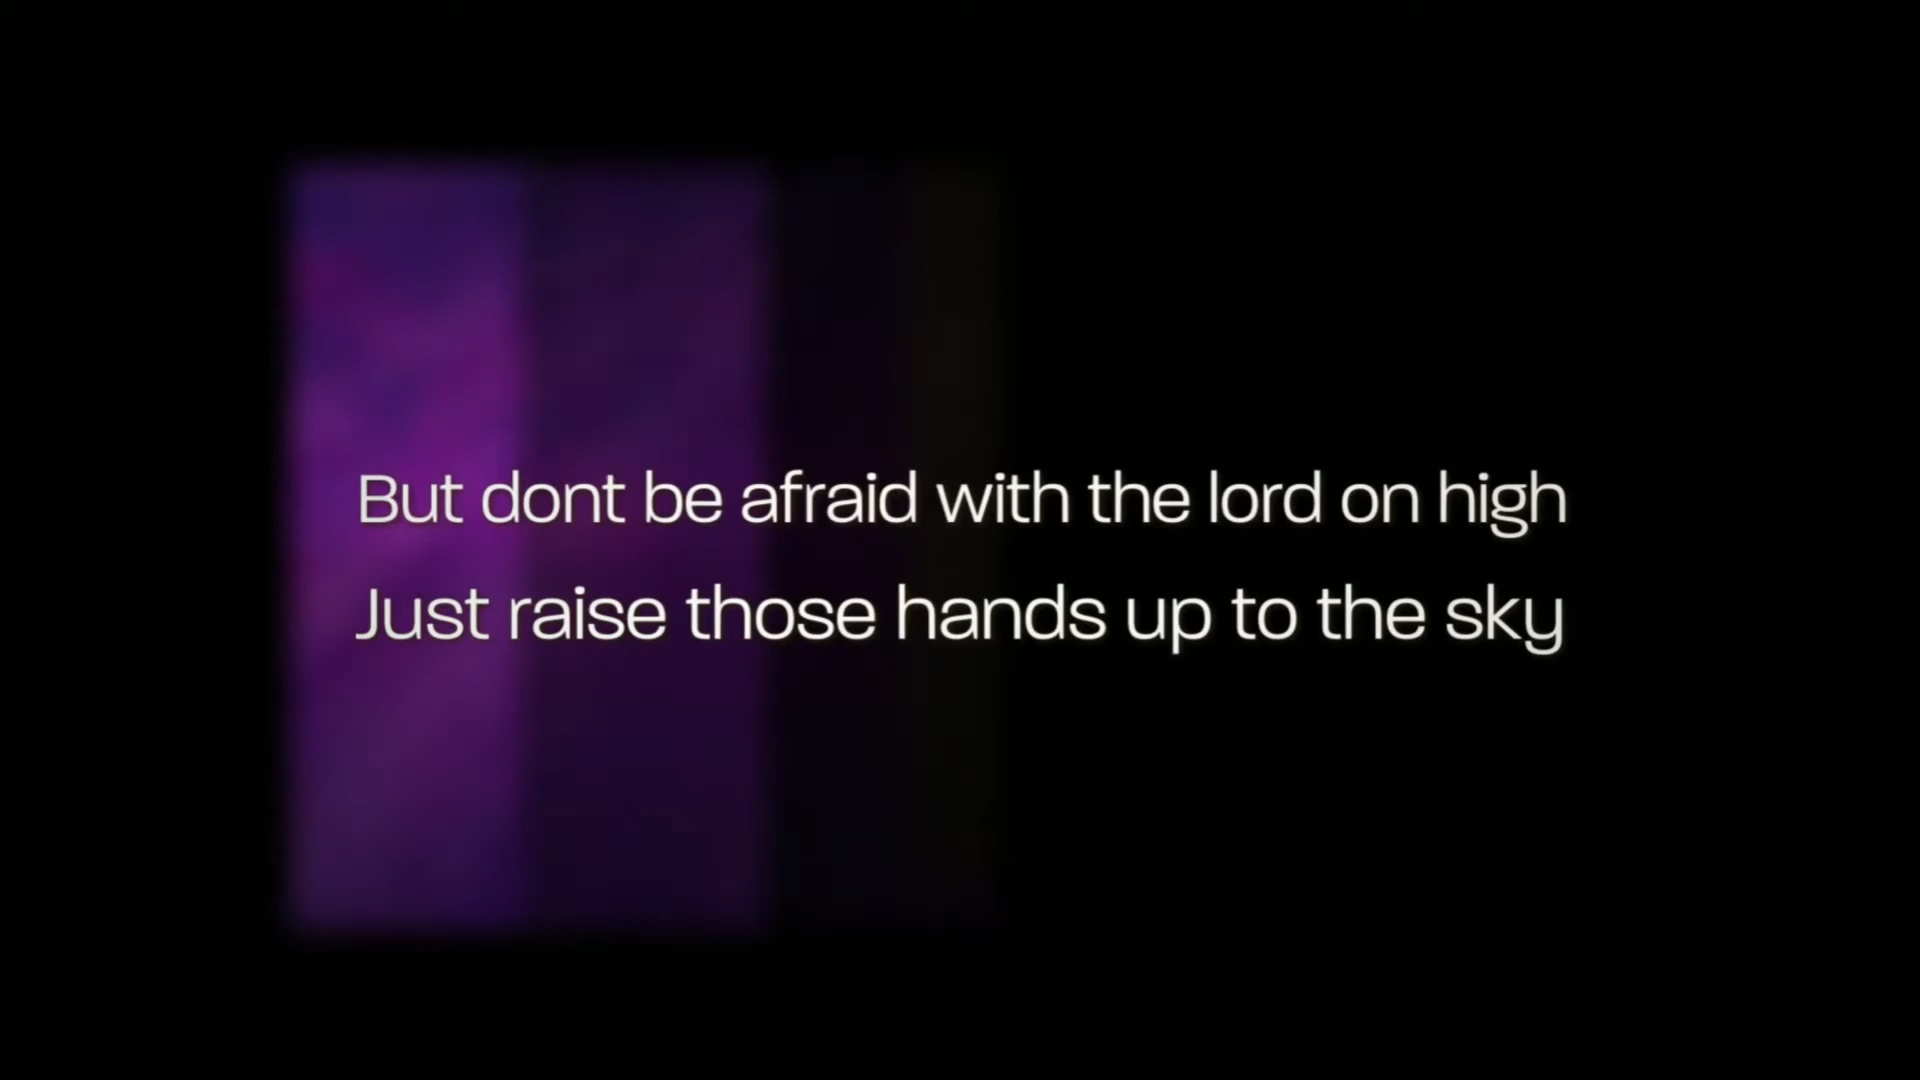 But dont be afraid with the lord on high
Just raise those hands up to the sky